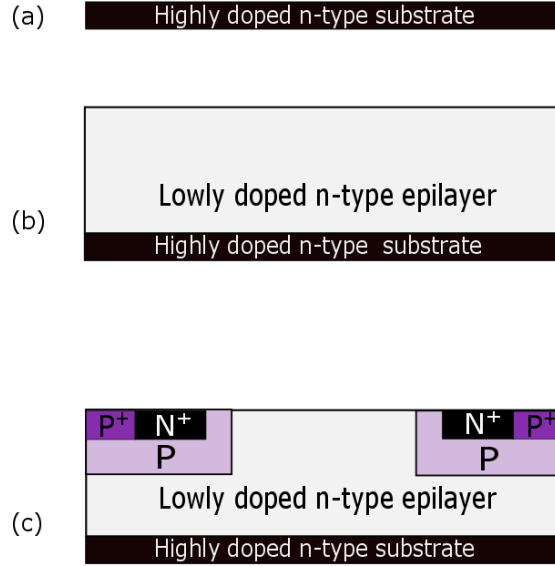 (a)
Highly doped n-type substrate
Lowly doped n-type epilayer
(b)
Highly doped n-type substrate
P+ N+ N+ P+
P P
Lowly doped n-type epilayer
(c)
Highly doped n-type substrate